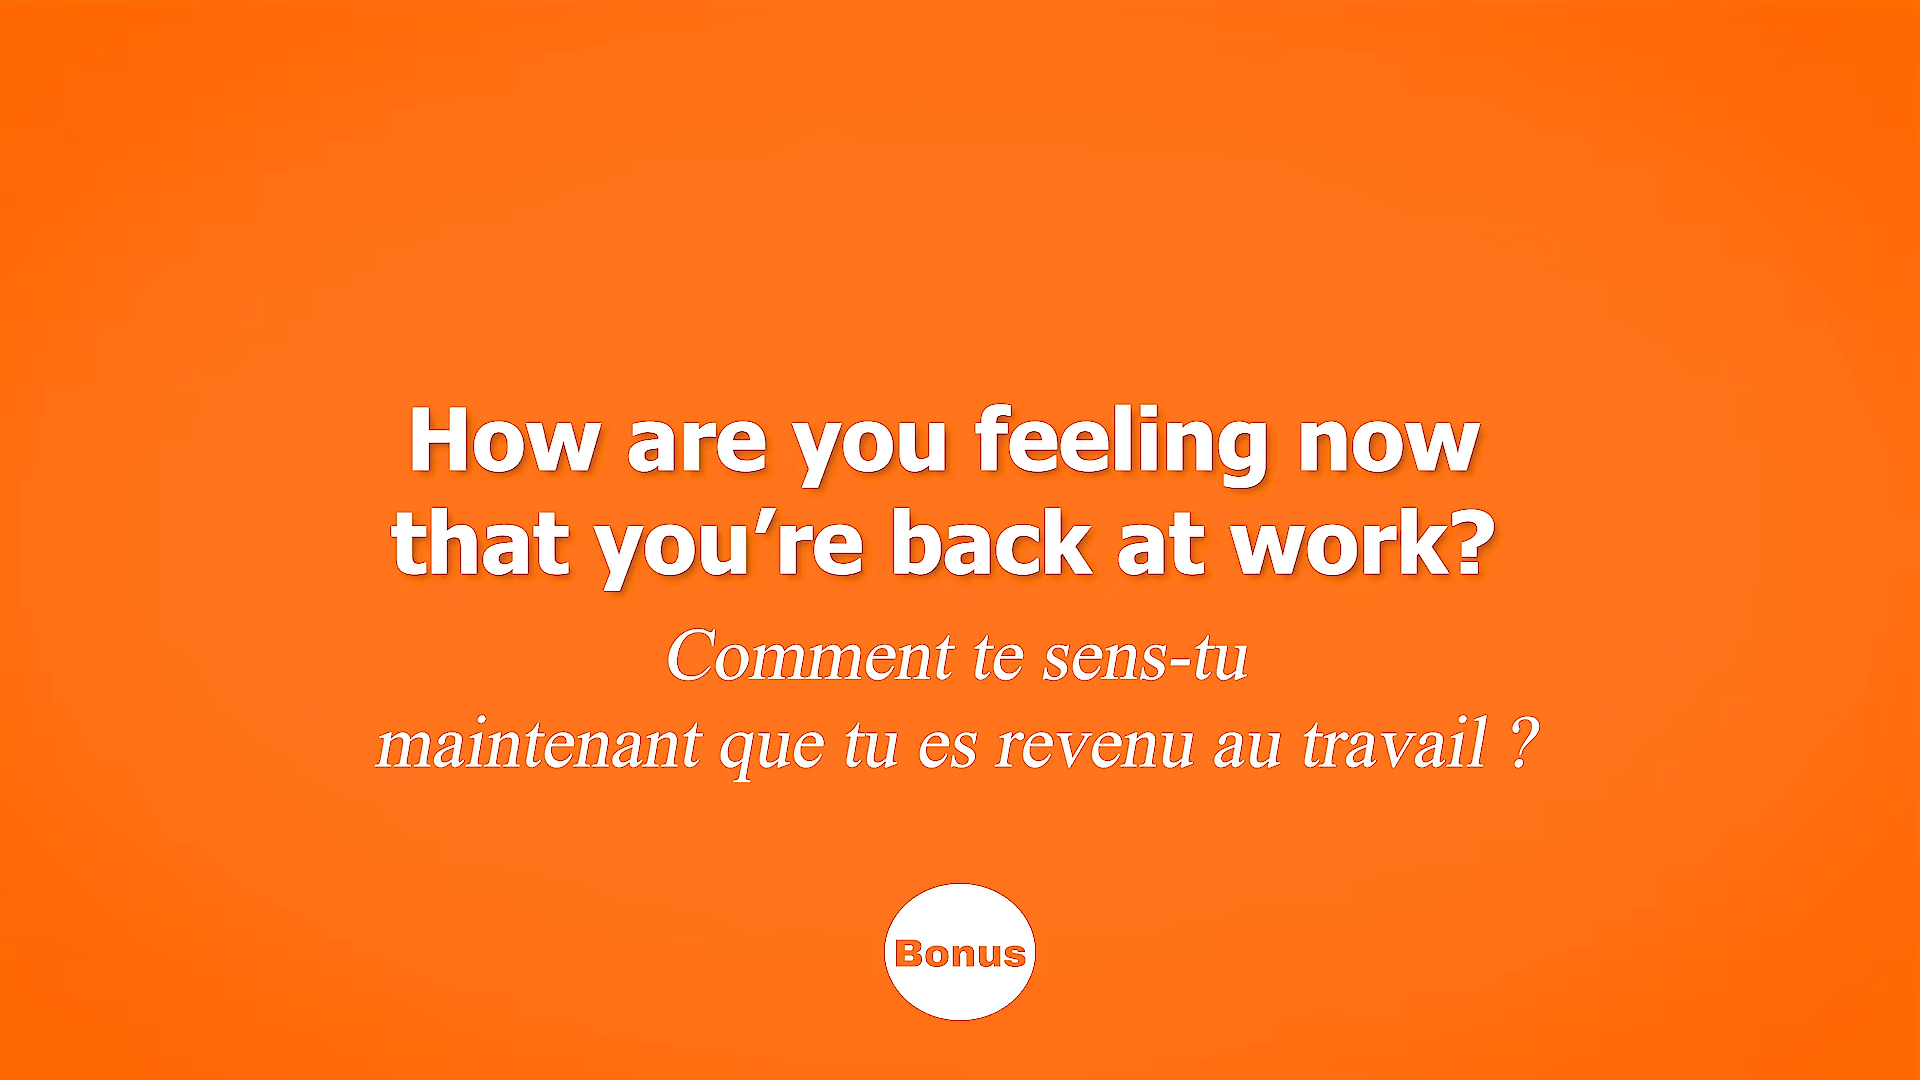 How are you feeling now
that you’re back at work?
Comment te sens-tu
maintenant que tu es revenu au travail ?
Bonus